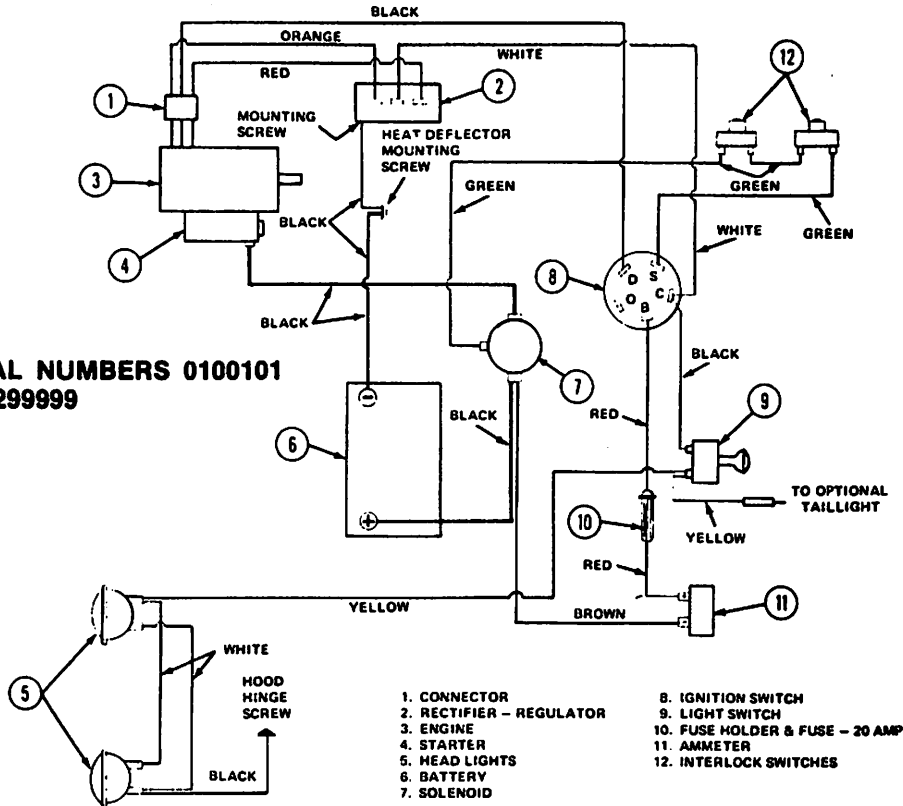 BLACK
ORANGE
WHITE
RED
12
1
2
MOUNTING
SCREW
HEAT DEFLECTOR
MOUNTING
SCREW
3
GREEN
GREEN
BLACK
WHITE
GREEN
4
8
D
S
O
C
B
BLACK
7
BLACK
AL NUMBERS 0100101
299999
9
BLACK
RED
6
TO OPTIONAL
TAILLIGHT
10
YELLOW
RED
YELLOW
BROWN
11
WHITE
5
HOOD
HINGE
SCREW
BLACK
1. CONNECTOR
2. RECTIFIER – REGULATOR
3. ENGINE
4. STARTER
5. HEAD LIGHTS
6. BATTERY
7. SOLENOID
8. IGNITION SWITCH
9. LIGHT SWITCH
10. FUSE HOLDER & FUSE – 20 AMP
11. AMMETER
12. INTERLOCK SWITCHES